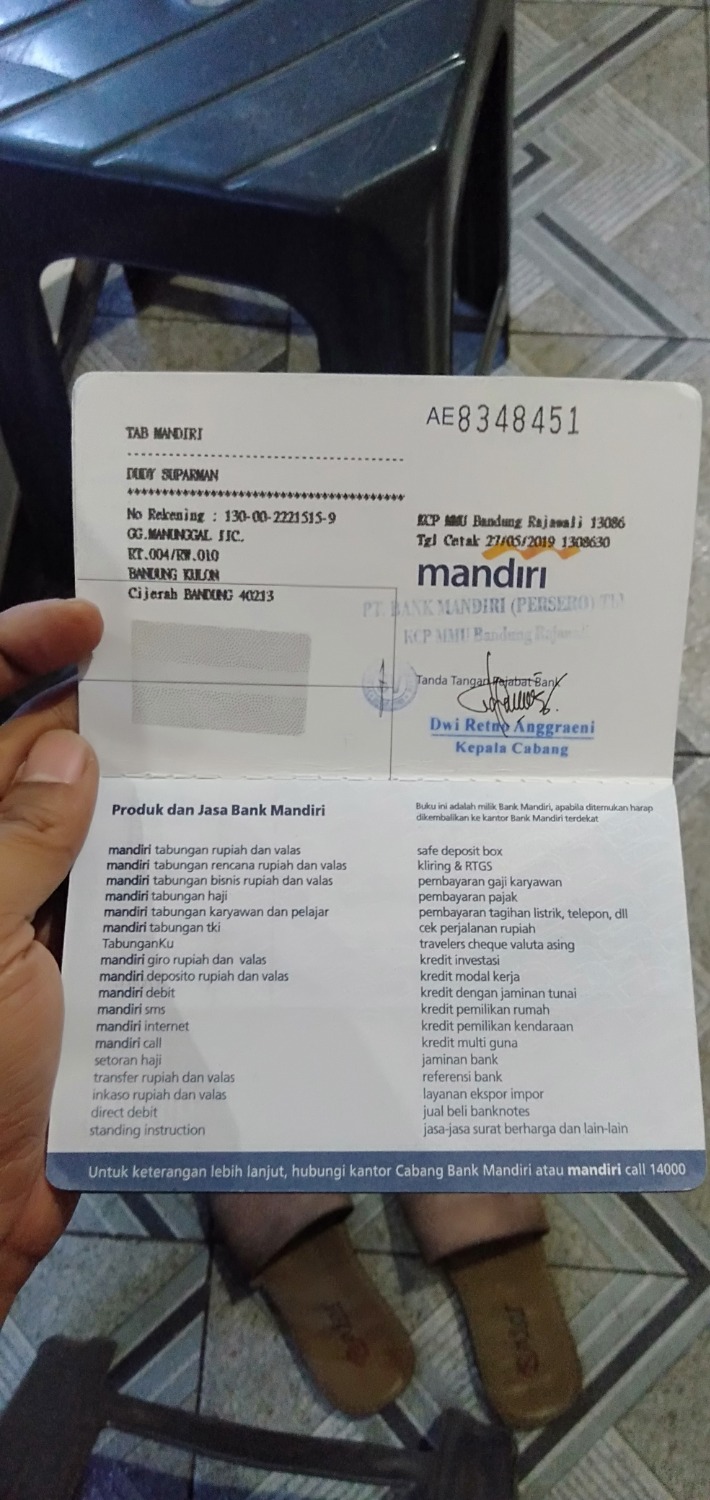 AE8348451
TAB MANDIRI
DUDY SUPARMAN
****************************************
No Rekening : 130-00-2221515-9
GG.MANUNGGAL IIC.
RT.004/RW.010
BANDUNG KULON
Cijerah BANDUNG 40213
KCP MMU Bandung Rajawali 13086
Tgl Cetak 27/05/2019 1308630
mandiri
PT. BANK MANDIRI (PERSERO)
KCP MMU Bandung
Tanda Tangan Pejabat Bank
Dwi Retno Anggraeni
Kepala Cabang
Produk dan Jasa Bank Mandiri
mandiri tabungan rupiah dan valas
mandiri tabungan rencana rupiah dan valas
mandiri tabungan bisnis rupiah dan valas
mandiri tabungan haji
mandiri tabungan karyawan dan pelajar
mandiri tabungan tki
TabunganKu
mandiri giro rupiah dan valas
mandiri deposito rupiah dan valas
mandiri debit
mandiri sms
mandiri internet
mandiri call
setoran haji
transfer rupiah dan valas
inkaso rupiah dan valas
direct debit
standing instruction
Buku ini adalah milik Bank Mandiri, apabila ditemukan harap
dikembalikan ke kantor Bank Mandiri terdekat
safe deposit box
kliring & RTGS
pembayaran gaji karyawan
pembayaran pajak
pembayaran tagihan listrik, telepon, dll
cek perjalanan rupiah
travelers cheque valuta asing
kredit investasi
kredit modal kerja
kredit dengan jaminan tunai
kredit pemilikan rumah
kredit pemilikan kendaraan
kredit multi guna
jaminan bank
referensi bank
layanan ekspor impor
jual beli banknotes
jasa-jasa surat berharga dan lain-lain
Untuk keterangan lebih lanjut, hubungi kantor Cabang Bank Mandiri atau mandiri call 14000